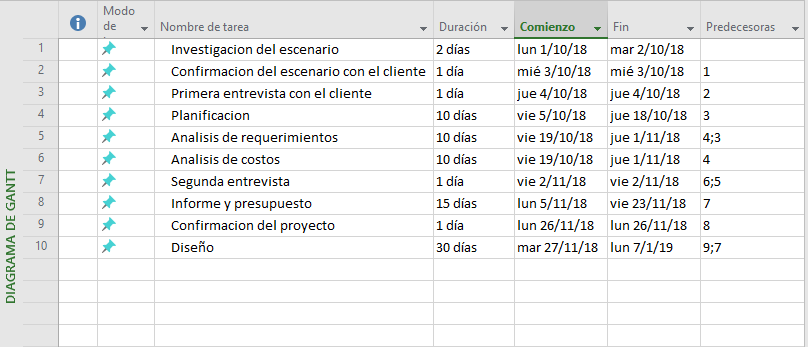 Modo de
Nombre de tarea Duración Comienzo Fin Predecesoras
1 Investigacion del escenario 2 días lun 1/10/18 mar 2/10/18
2 Confirmacion del escenario con el cliente 1 día mié 3/10/18 mié 3/10/18 1
3 Primera entrevista con el cliente 1 día jue 4/10/18 jue 4/10/18 2
4 Planificacion 10 días vie 5/10/18 jue 18/10/18 3
5 Analisis de requerimientos 10 días vie 19/10/18 jue 1/11/18 4;3
6 Analisis de costos 10 días vie 19/10/18 jue 1/11/18 4
7 Segunda entrevista 1 día vie 2/11/18 vie 2/11/18 6;5
8 Informe y presupuesto 15 días lun 5/11/18 vie 23/11/18 7
9 Confirmacion del proyecto 1 día lun 26/11/18 lun 26/11/18 8
10 Diseño 30 días mar 27/11/18 lun 7/1/19 9;7
DIAGRAMA DE GANTT